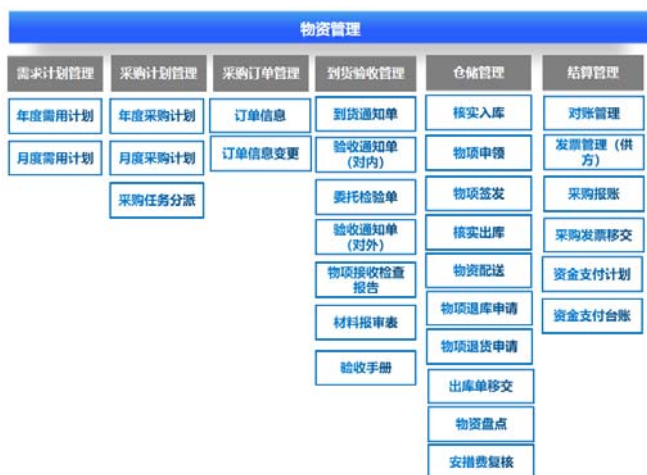 物资管理
需求计划管理
年度需用计划
月度需用计划
采购计划管理
年度采购计划
月度采购计划
采购任务分派
采购订单管理
订单信息
订单信息变更
到货验收管理
到货通知单
验收通知单
(对内)
委托检验单
验收通知单
(对外)
物项接收检查
报告
材料报审表
验收手册
仓储管理
核实入库
物项申领
物项签发
核实出库
物资配送
物项退库申请
物项退货申请
出库单移交
物资盘点
安措费复核
结算管理
对账管理
发票管理（供
方）
采购报账
采购发票移交
资金支付计划
资金支付台账